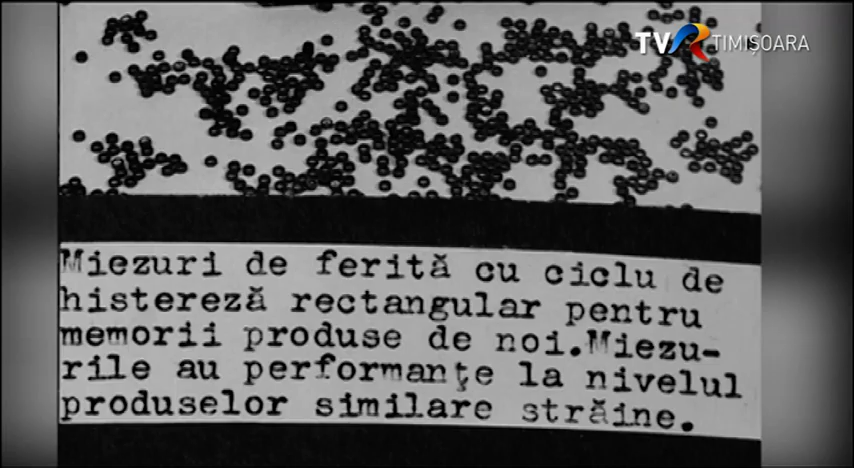 TVR TIMIȘOARA
Miezuri de ferită cu ciclu de
histereză rectangular pentru
memorii produse de noi.Miezu-
rile au performanțe la nivelul
produselor similare străine.